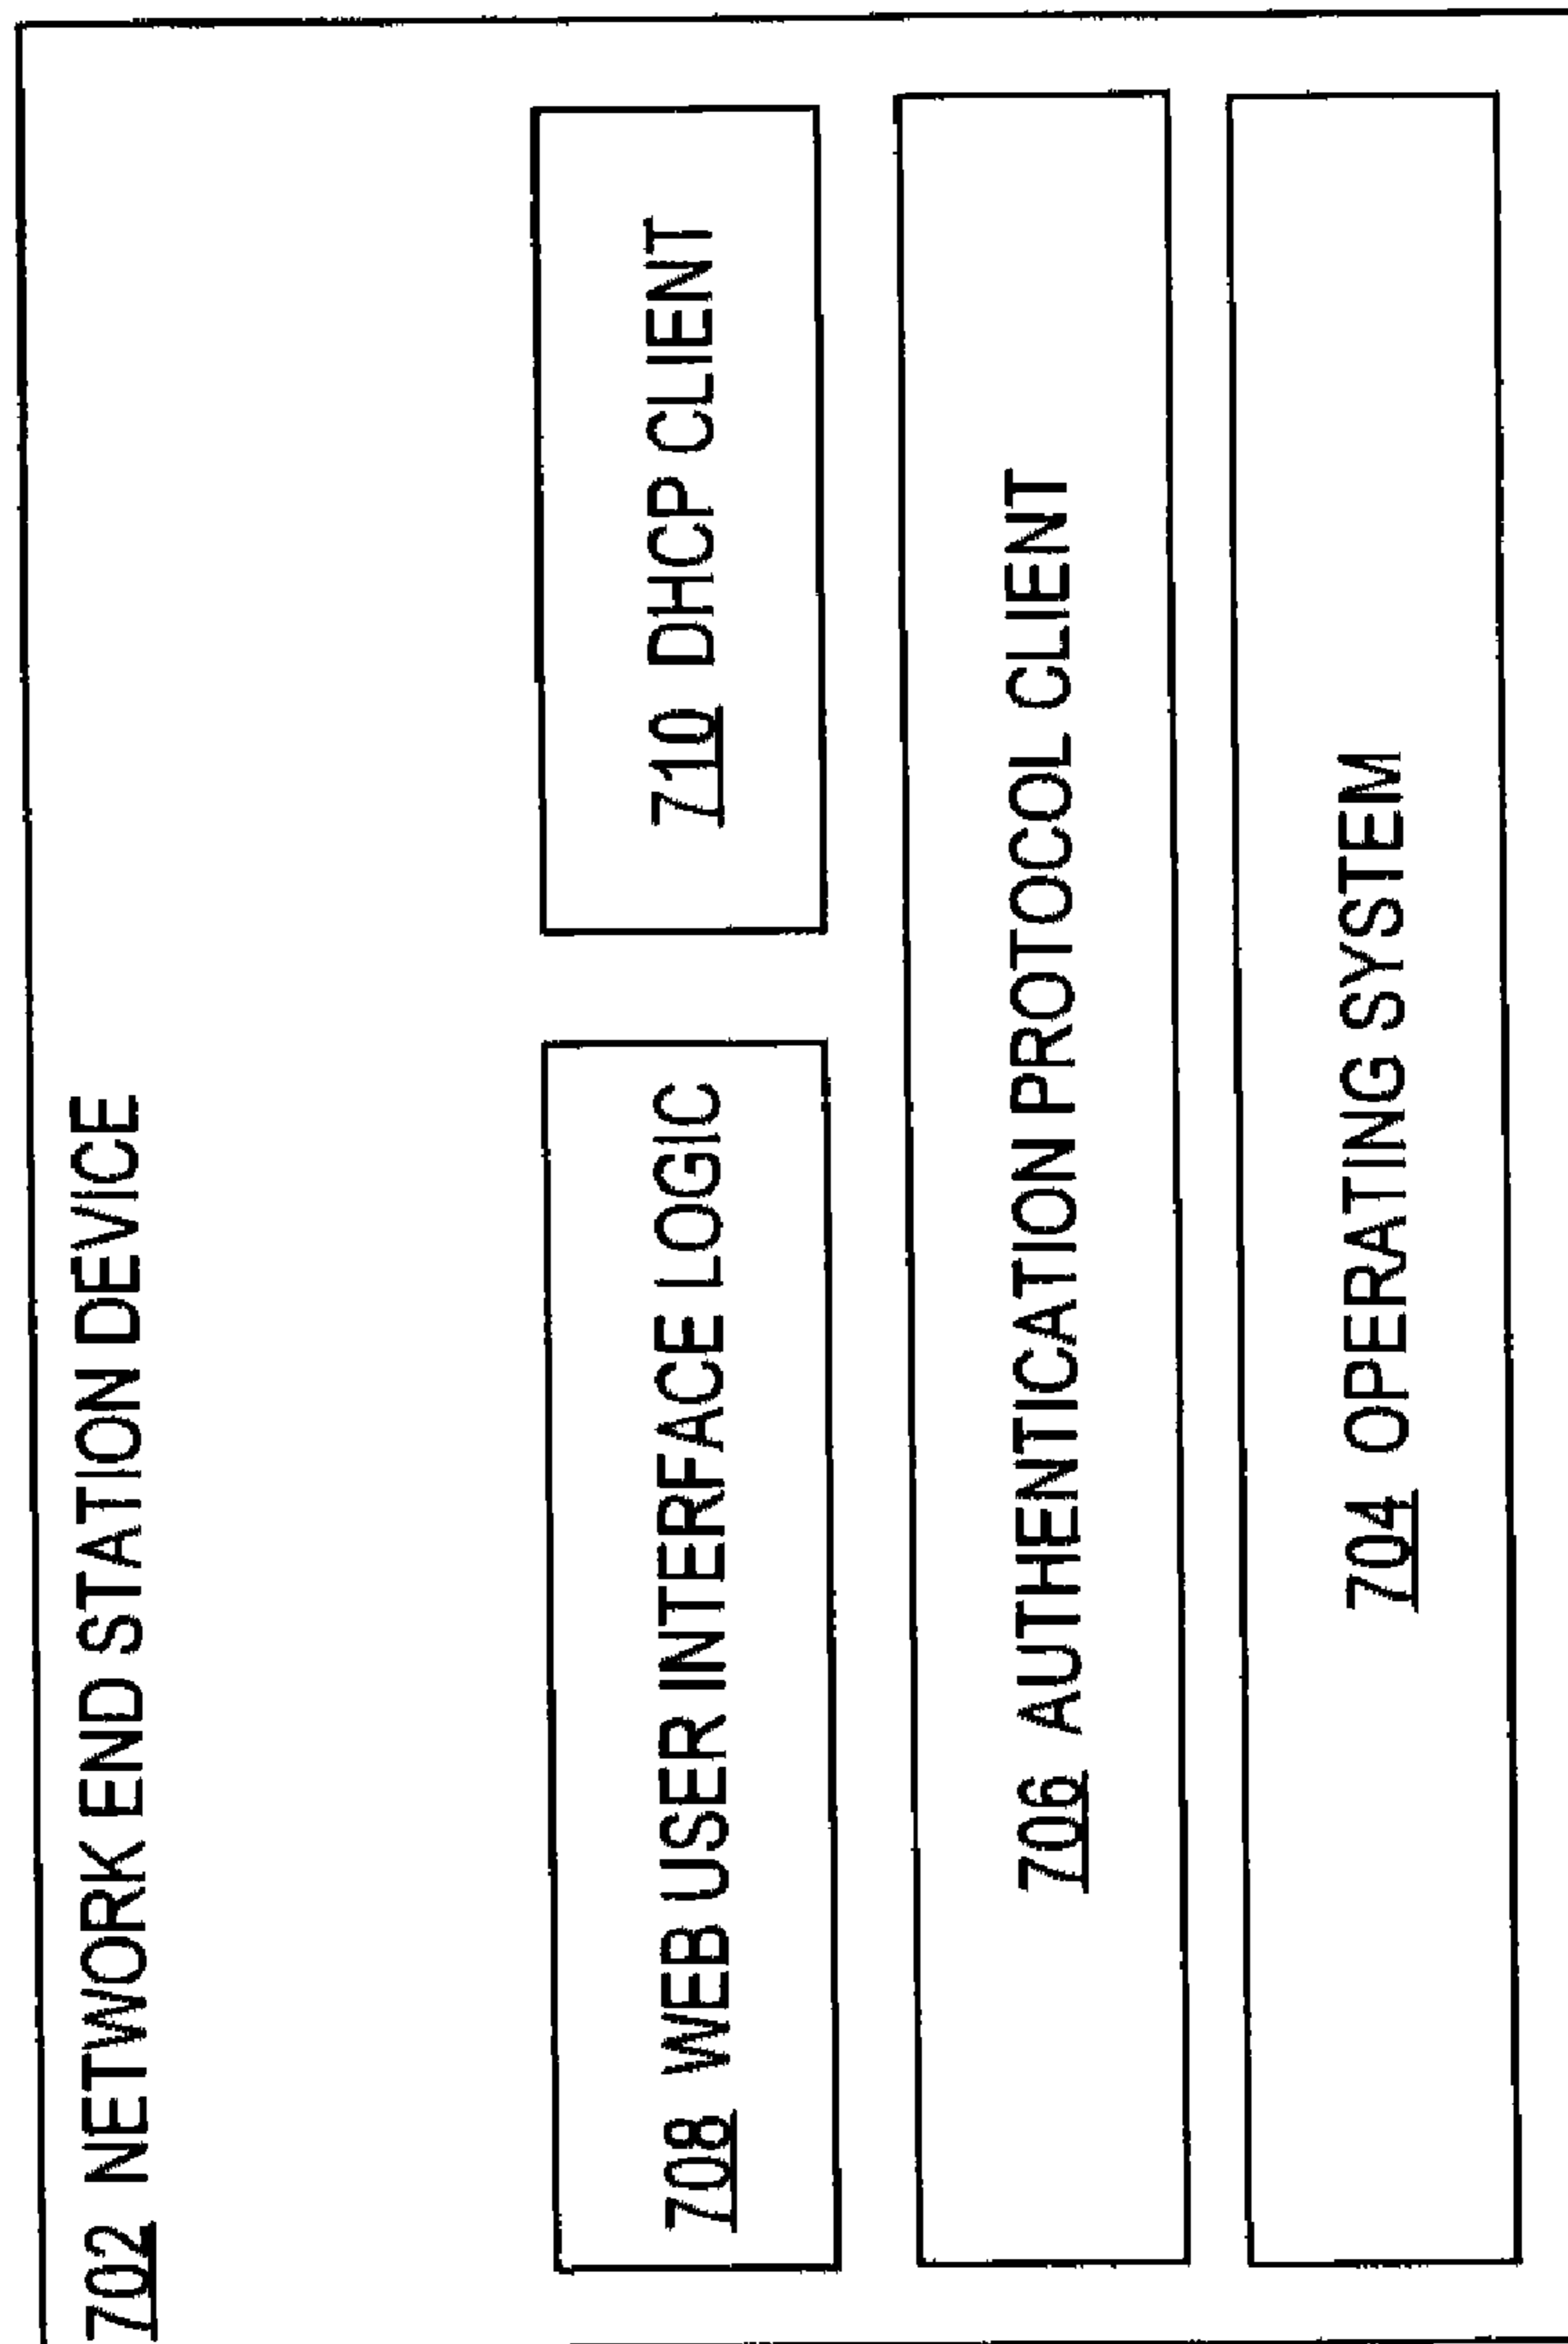 702 NETWORK END STATION DEVICE
708 WEB USER INTERFACE LOGIC
710 DHCP CLIENT
706 AUTHENTICATION PROTOCOL CLIENT
704 OPERATING SYSTEM